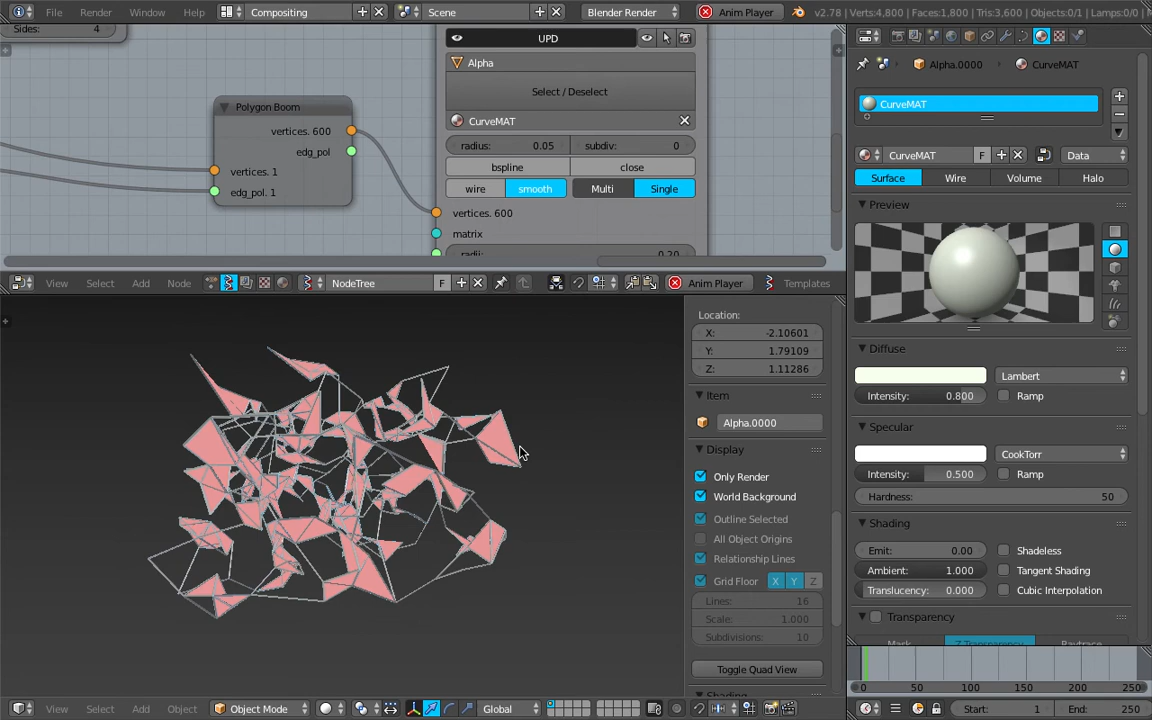 File Render Window Help Compositing Scene Blender Render Anim Player v2.78 | Verts:4,800 | Faces:1,800 | Tris:3,600 | Objects:0/1 | Lamps:0/0 |
Sides: 4
UPD
Alpha
Select / Deselect
CurveMAT
radius: 0.05 subdiv: 0
bspline close
wire smooth Multi Single
vertices. 600
matrix
radii: 0.20
Polygon Boom
vertices. 600
edg_pol
vertices. 1
edg_pol. 1
View Select Add Node NodeTree F Anim Player Templates
Location:
X: -2.10601
Y: 1.79109
Z: 1.11286
Item
Alpha.0000
Display
Only Render
World Background
Outline Selected
All Object Origins
Relationship Lines
Grid Floor X Y Z
Lines: 16
Scale: 1.000
Subdivisions: 10
Toggle Quad View
Shading
View Select Add Object Object Mode Global
Alpha.0000 CurveMAT
CurveMAT
CurveMAT F Data
Surface Wire Volume Halo
Preview
Diffuse
Lambert
Intensity: 0.800 Ramp
Specular
CookTorr
Intensity: 0.500 Ramp
Hardness: 50
Shading
Emit: 0.00 Shadeless
Ambient: 1.000 Tangent Shading
Translucency: 0.000 Cubic Interpolation
Transparency
Mask Z Transparency Raytrace
0 50 100 150 200 250
Start: 1 End: 250